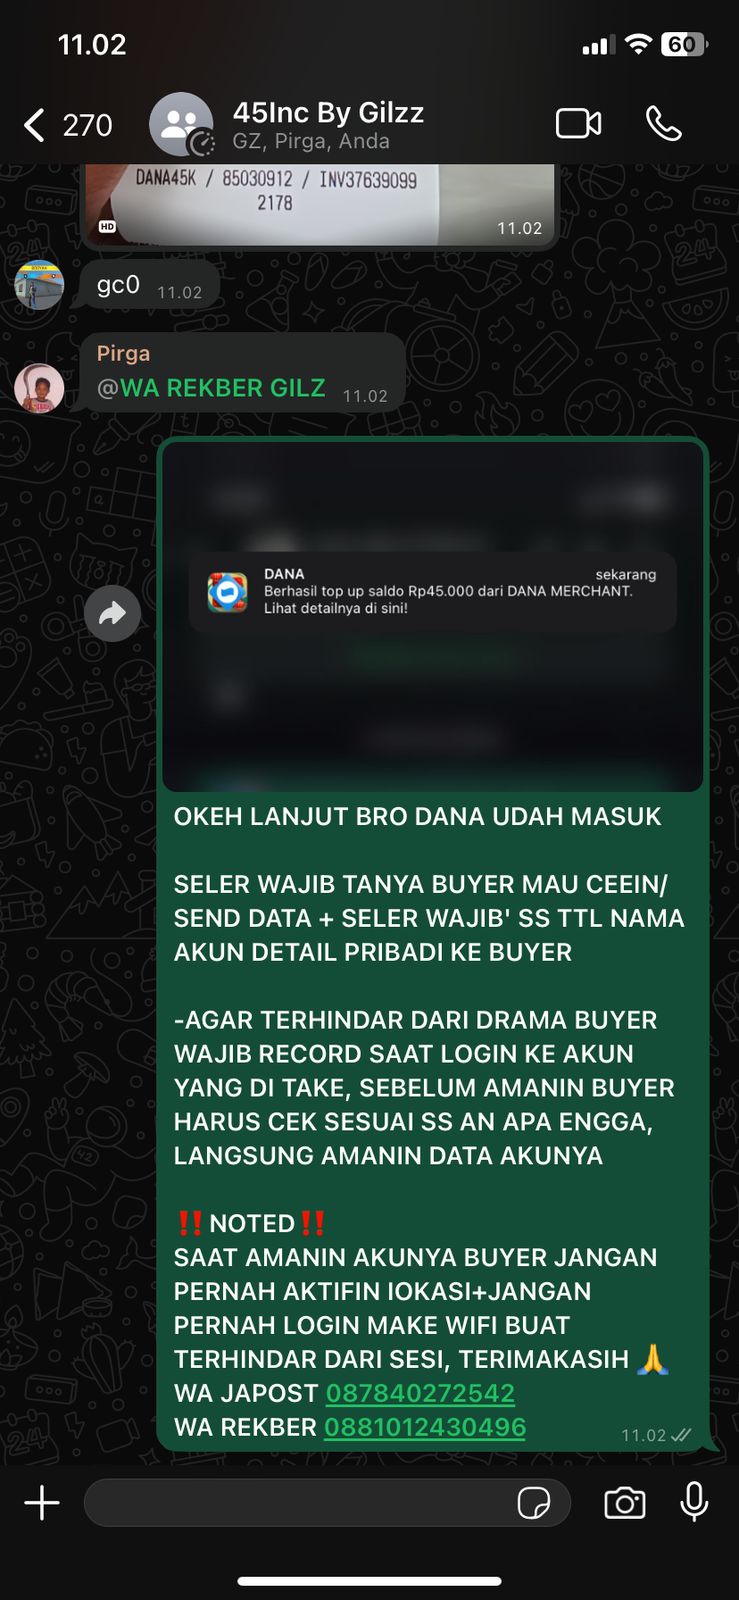 11.02
60
270
45Inc By Gilzz
GZ, Pirga, Anda
DANA45K / 85030912 / INV37639099
2178
HD
11.02
gc0 11.02
Pirga
@WA REKBER GILZ 11.02
DANA
sekarang
Berhasil top up saldo Rp45.000 dari DANA MERCHANT.
Lihat detailnya di sini!
OKEH LANJUT BRO DANA UDAH MASUK
SELER WAJIB TANYA BUYER MAU CEEIN/
SEND DATA + SELER WAJIB' SS TTL NAMA
AKUN DETAIL PRIBADI KE BUYER
-AGAR TERHINDAR DARI DRAMA BUYER
WAJIB RECORD SAAT LOGIN KE AKUN
YANG DI TAKE, SEBELUM AMANIN BUYER
HARUS CEK SESUAI SS AN APA ENGGA,
LANGSUNG AMANIN DATA AKUNYA
‼️NOTED‼️
SAAT AMANIN AKUNYA BUYER JANGAN
PERNAH AKTIFIN lOKASI+JANGAN
PERNAH LOGIN MAKE WIFI BUAT
TERHINDAR DARI SESI, TERIMAKASIH 🙏
WA JAPOST 087840272542
WA REKBER 0881012430496
11.02